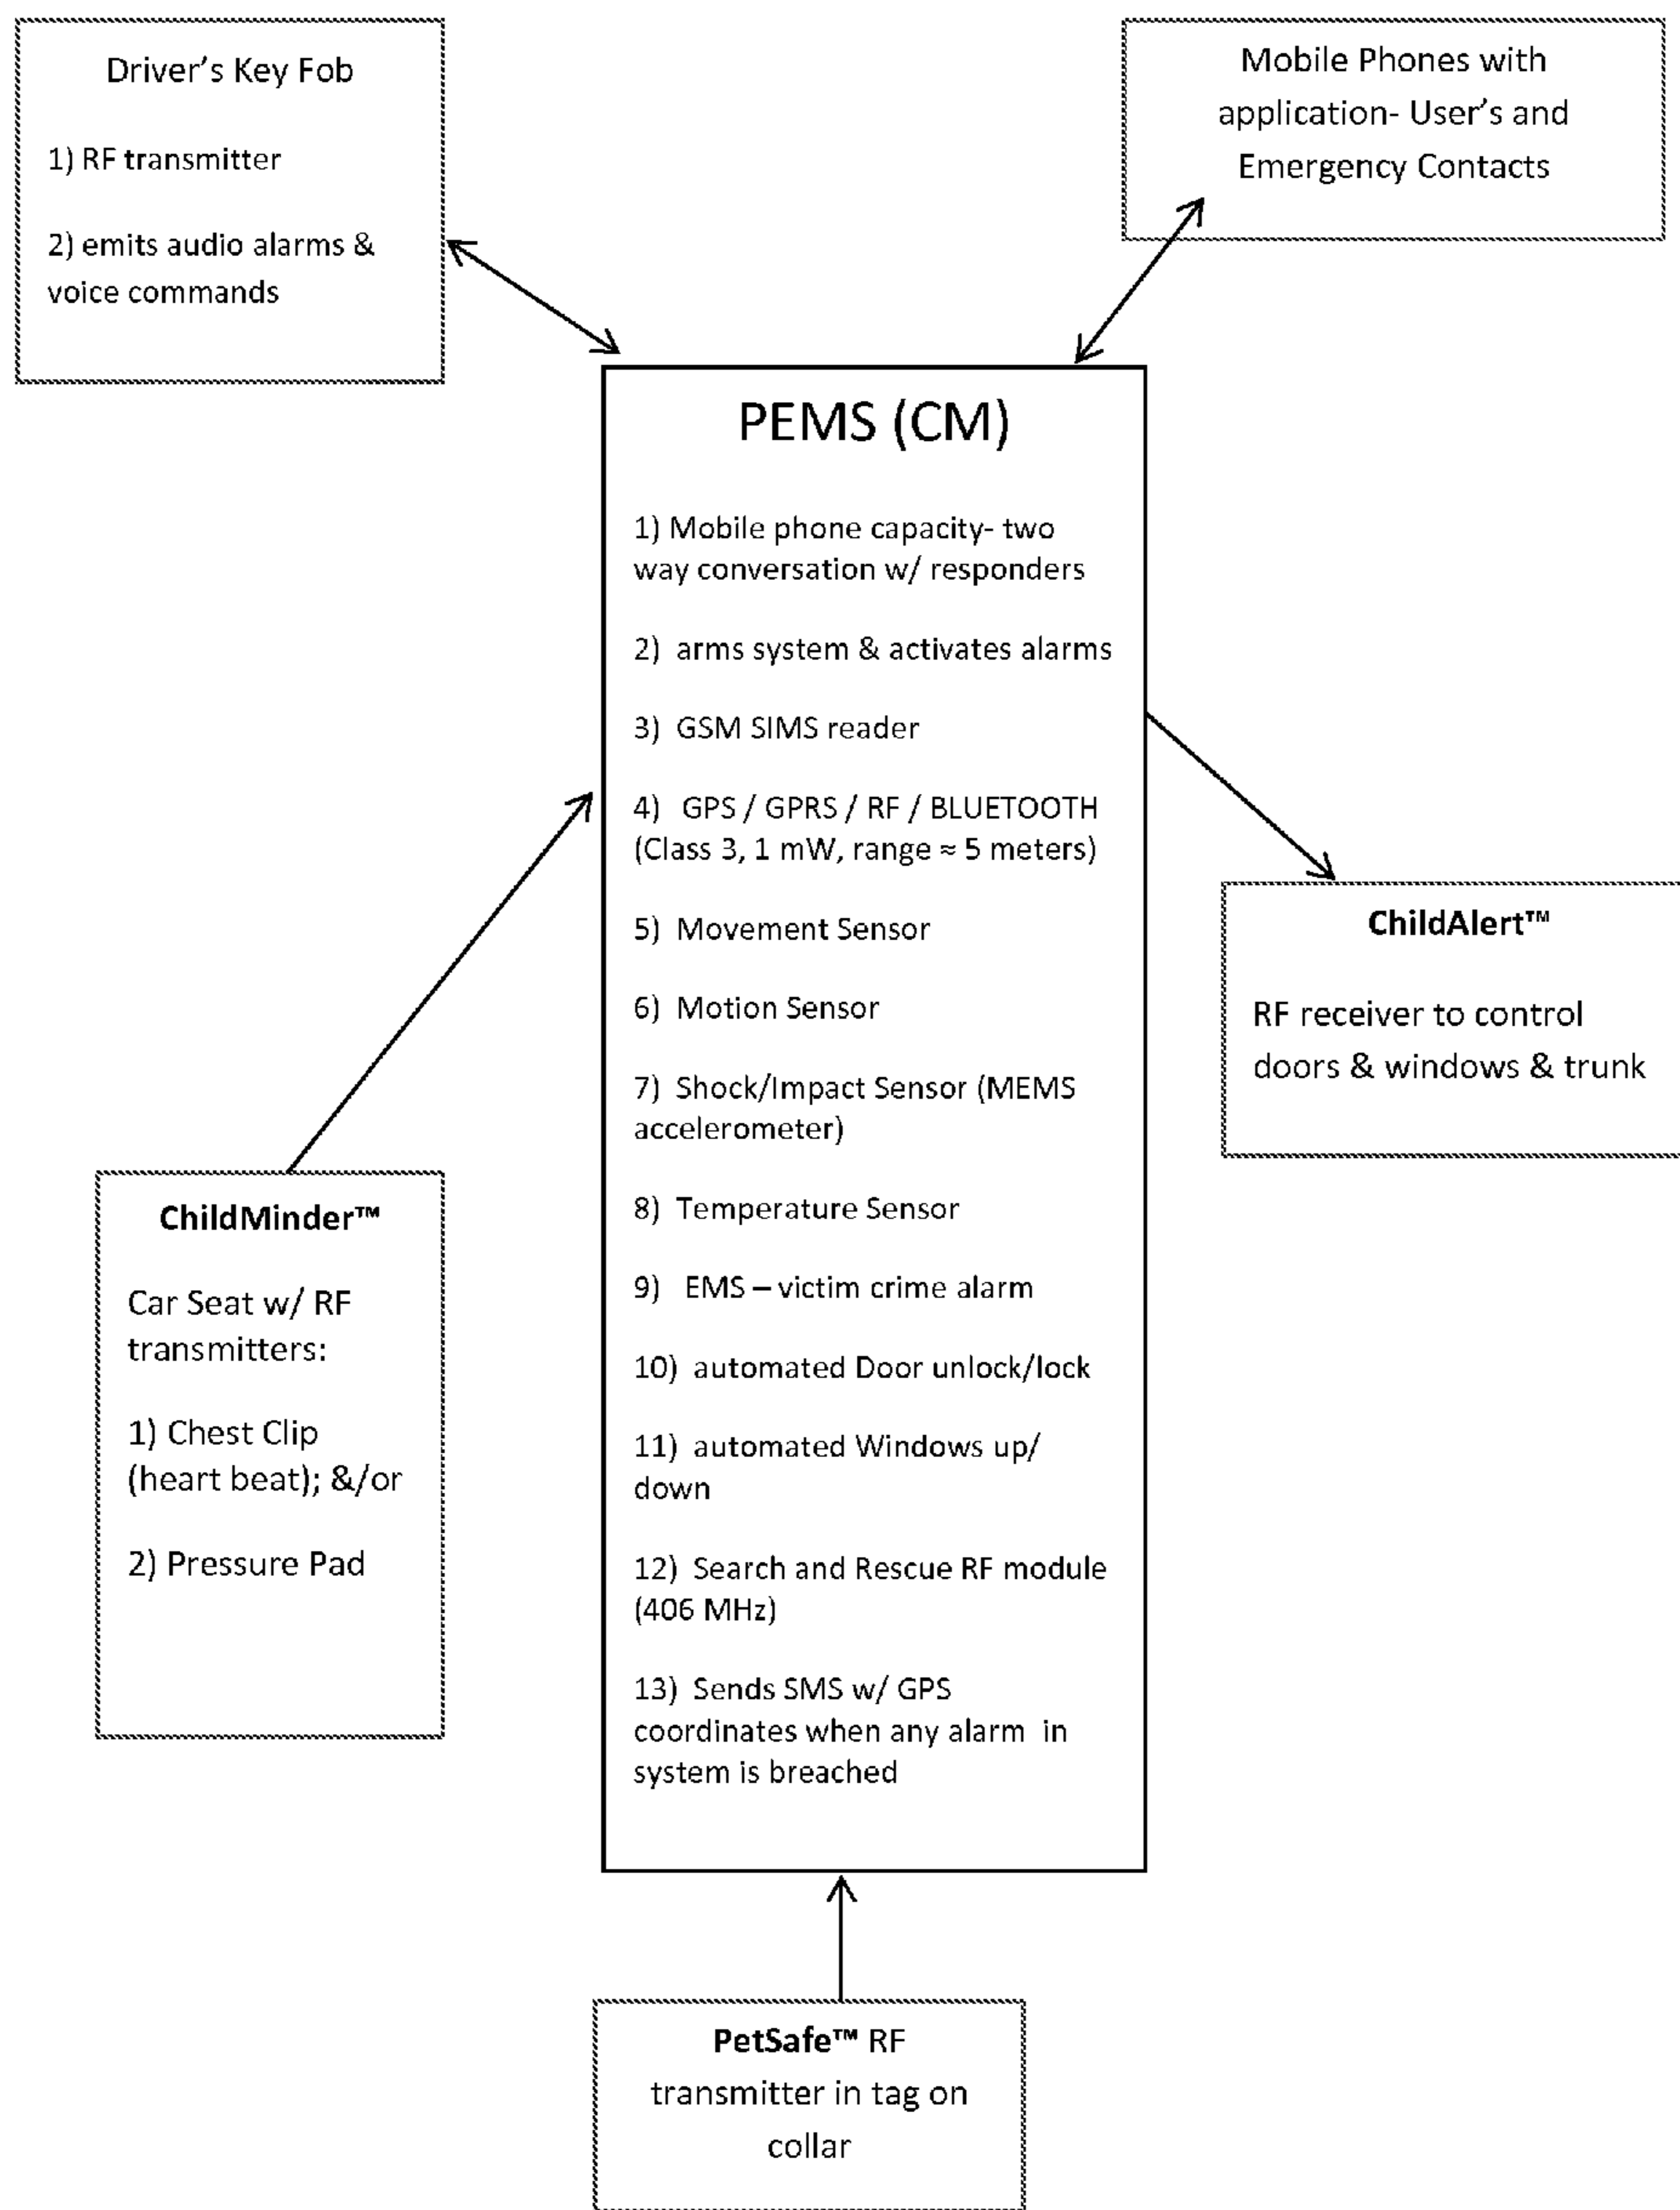 Driver's Key Fob
1) RF transmitter
2) emits audio alarms &
voice commands
Mobile Phones with
application- User's and
Emergency Contacts
PEMS (CM)
1) Mobile phone capacity- two
way conversation w/ responders
2) arms system & activates alarms
3) GSM SIMS reader
4) GPS / GPRS / RF / BLUETOOTH
(Class 3, 1 mW, range ≈ 5 meters)
5) Movement Sensor
6) Motion Sensor
7) Shock/Impact Sensor (MEMS
accelerometer)
8) Temperature Sensor
9) EMS – victim crime alarm
10) automated Door unlock/lock
11) automated Windows up/
down
12) Search and Rescue RF module
(406 MHz)
13) Sends SMS w/ GPS
coordinates when any alarm in
system is breached
ChildAlert™
RF receiver to control
doors & windows & trunk
ChildMinder™
Car Seat w/ RF
transmitters:
1) Chest Clip
(heart beat); &/or
2) Pressure Pad
PetSafe™ RF
transmitter in tag on
collar